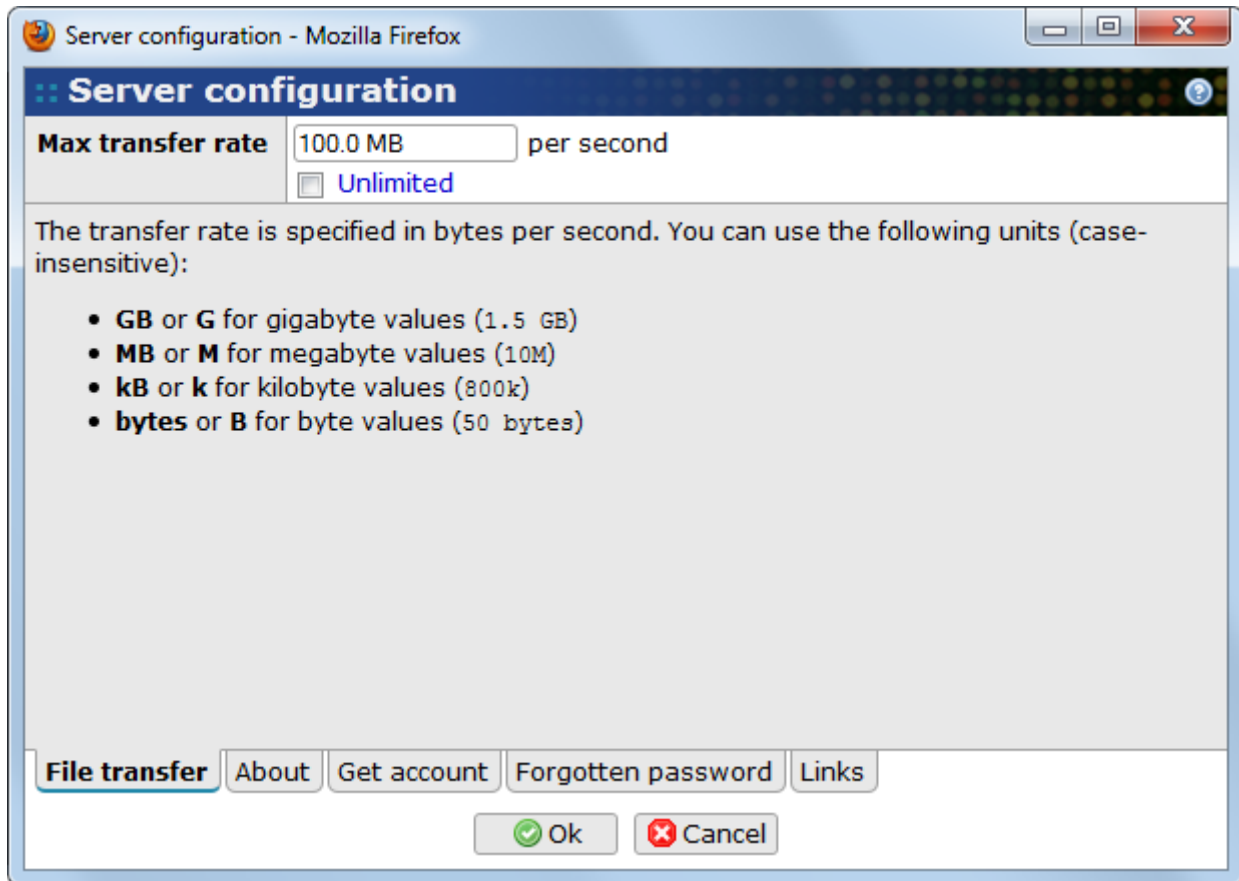 Server configuration - Mozilla Firefox
:: Server configuration
Max transfer rate 100.0 MB per second
Unlimited
The transfer rate is specified in bytes per second. You can use the following units (case-
insensitive):
• GB or G for gigabyte values (1.5 GB)
• MB or M for megabyte values (10M)
• kB or k for kilobyte values (800k)
• bytes or B for byte values (50 bytes)
File transfer About Get account Forgotten password Links
Ok Cancel